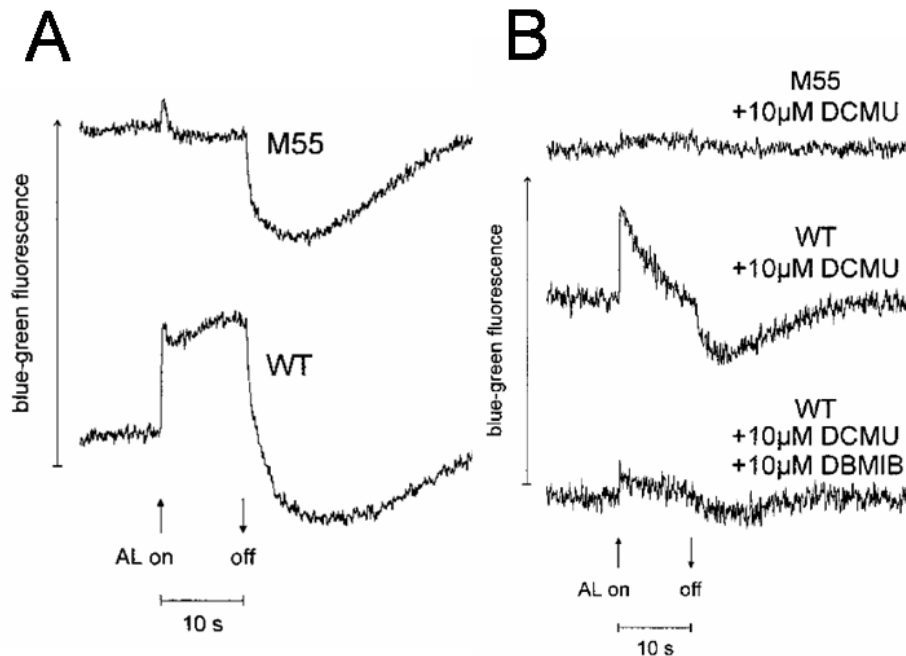 A
M55
blue-green fluorescence
WT
AL on
off
10 s
B
M55
+10µM DCMU
blue-green fluorescence
WT
+10µM DCMU
WT
+10µM DCMU
+10µM DBMIB
AL on
off
10 s